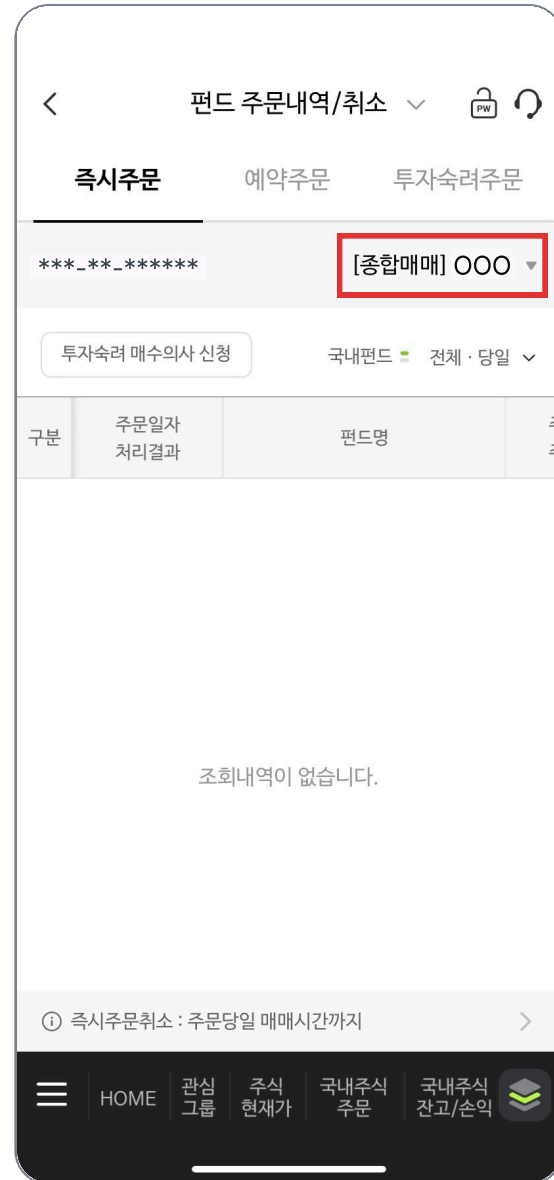 펀드 주문내역/취소
PW
즉시주문 예약주문 투자숙려주문
***-**-****** [종합매매] OOO
투자숙려 매수의사 신청 국내펀드 전체 · 당일
구분 주문일자 처리결과 펀드명
조회내역이 없습니다.
즉시주문취소 : 주문당일 매매시간까지
HOME 관심 그룹 주식 현재가 국내주식 주문 국내주식 잔고/손익